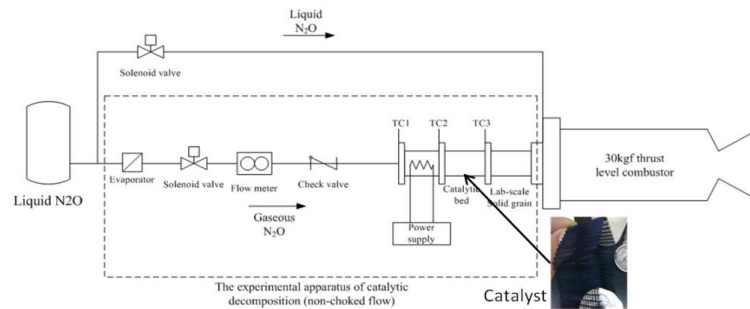 Liquid
N₂O
Solenoid valve
TC1
TC2
TC3
30kgf thrust
level combustor
Evaporator
Solenoid valve
Flow meter
Check valve
Catalytic
bed
Lab-scale
Solid grain
Liquid N2O
Gaseous
N₂O
Power
supply
The experimental apparatus of catalytic
decomposition (non-choked flow)
Catalyst